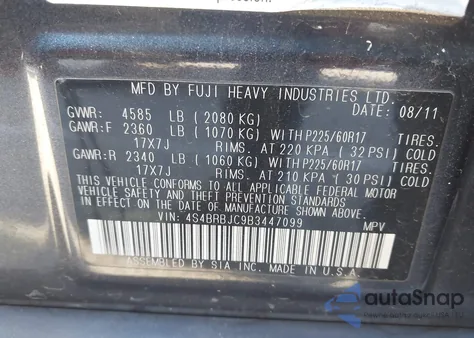 MFD BY FUJI HEAVY INDUSTRIES LTD.
GVWR: 4585 LB (2080 KG) DATE: 08/11
GAWR:F 2360 LB (1070 KG) WITH P225/60R17 TIRES.
17X7J RIMS. AT 220 KPA ( 32 PSI) COLD
GAWR:R 2340 LB (1060 KG) WITH P225/60R17 TIRES.
17X7J RIMS. AT 210 KPA ( 30 PSI) COLD
THIS VEHICLE CONFORMS TO ALL APPLICABLE FEDERAL MOTOR
VEHICLE SAFETY, BUMPER, AND THEFT PREVENTION STANDARDS
IN EFFECT ON THE DATE OF MANUFACTURE SHOWN ABOVE.
VIN: 4S4BRBJC9B3447099 MPV
ASSEMBLED BY SIA INC. MADE IN U.S.A.
autoSnap